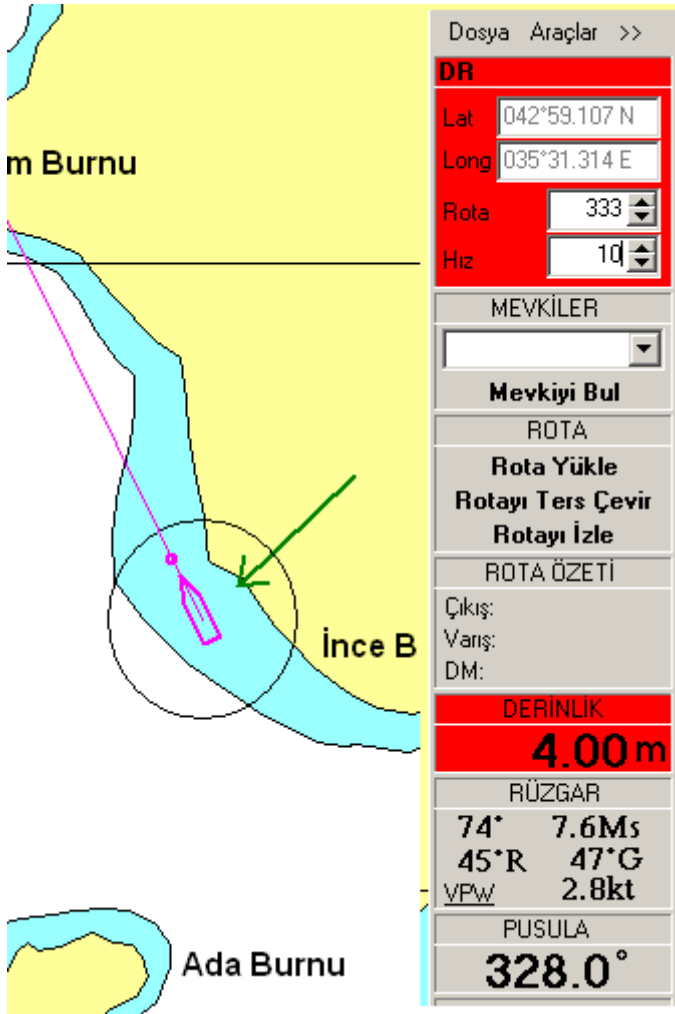 m Burnu
İnce B
Ada Burnu
Dosya Araçlar >>
DR
Lat 042°59.107 N
Long 035°31.314 E
Rota 333
Hız 10
MEVKİLER
Mevkiyi Bul
ROTA
Rota Yükle
Rotayı Ters Çevir
Rotayı İzle
ROTA ÖZETİ
Çıkış:
Varış:
DM:
DERİNLİK
4.00 m
RÜZGAR
74° 7.6Ms
45°R 47°G
VPW 2.8kt
PUSULA
328.0°